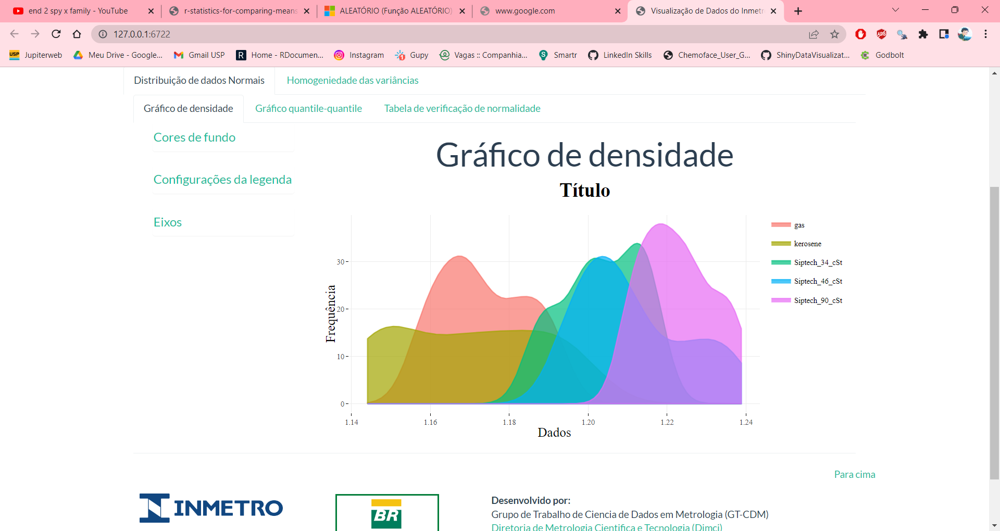 end 2 spy x family - YouTube
r-statistics-for-comparing-means
ALEATÓRIO (Função ALEATÓRIO)
www.google.com
Visualização de Dados do Inmetr
127.0.0.1:6722
USP Jupiterweb
Meu Drive - Google...
Gmail USP
R Home - RDocumen...
Instagram
1 Gupy
Vagas :: Companhia...
S Smartr
LinkedIn Skills
Chemoface_User_G...
ShinyDataVisualizat...
Godbolt
Distribuição de dados Normais
Homogeniedade das variâncias
Gráfico de densidade
Gráfico quantile-quantile
Tabela de verificação de normalidade
Cores de fundo
Configurações da legenda
Eixos
Gráfico de densidade
Título
Frequência
30
20
10
0
1.14 1.16 1.18 1.20 1.22 1.24
Dados
gas
kerosene
Siptech_34_cSt
Siptech_46_cSt
Siptech_90_cSt
Para cima
INMETRO
BR
Desenvolvido por:
Grupo de Trabalho de Ciencia de Dados em Metrologia (GT-CDM)
Diretoria de Metrologia Cientifica e Tecnologia (Dimci)